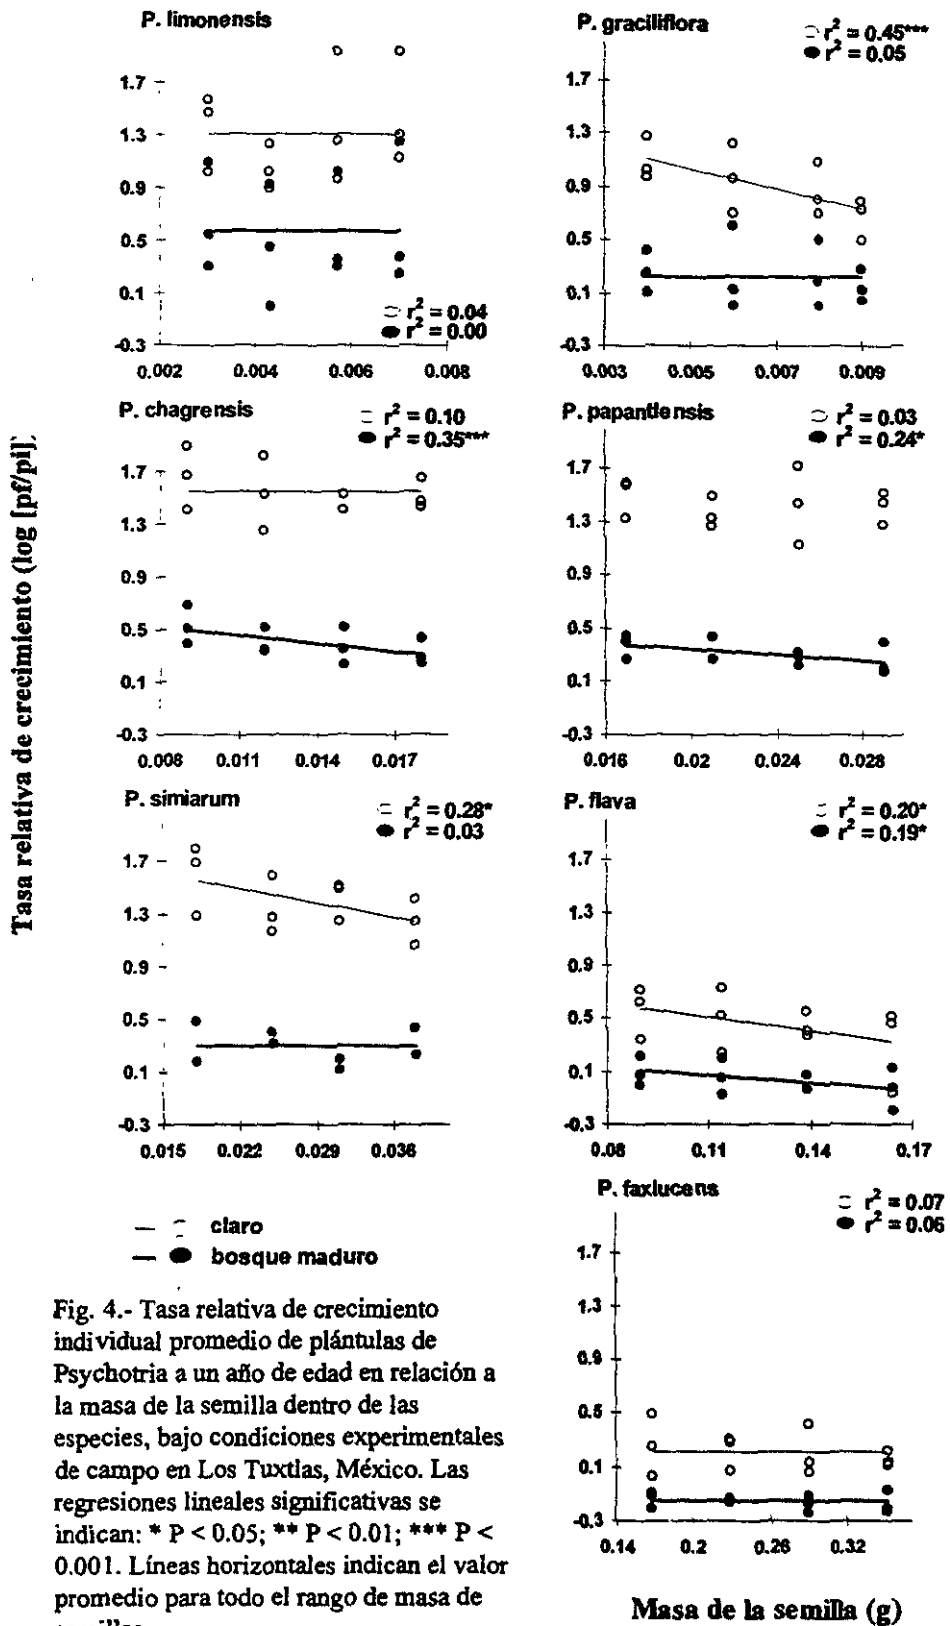 P. limonensis
1.7
1.3
0.9
0.5
0.1
-0.3
r² = 0.04
r² = 0.00
0.002 0.004 0.006 0.008
P. graciliflora
r² = 0.45***
r² = 0.05
1.7
1.3
0.9
0.5
0.1
-0.3
0.003 0.005 0.007 0.009
P. chagrensis
r² = 0.10
r² = 0.35***
1.7
1.3
0.9
0.5
0.1
-0.3
0.008 0.011 0.014 0.017
P. papantlensis
r² = 0.03
r² = 0.24*
1.7
1.3
0.9
0.5
0.1
-0.3
0.016 0.02 0.024 0.028
Tasa relativa de crecimiento (log [pf/pi])
P. simiarum
r² = 0.28*
r² = 0.03
1.7
1.3
0.9
0.5
0.1
-0.3
0.015 0.022 0.029 0.036
P. flava
r² = 0.20*
r² = 0.19*
1.7
1.3
0.9
0.5
0.1
-0.3
0.08 0.11 0.14 0.17
P. faxlucens
r² = 0.07
r² = 0.06
1.7
1.3
0.9
0.5
0.1
-0.3
0.14 0.2 0.26 0.32
Masa de la semilla (g)
claro
bosque maduro
Fig. 4.- Tasa relativa de crecimiento
individual promedio de plántulas de
Psychotria a un año de edad en relación a
la masa de la semilla dentro de las
especies, bajo condiciones experimentales
de campo en Los Tuxtlas, México. Las
regresiones lineales significativas se
indican: * P < 0.05; ** P < 0.01; *** P <
0.001. Líneas horizontales indican el valor
promedio para todo el rango de masa de